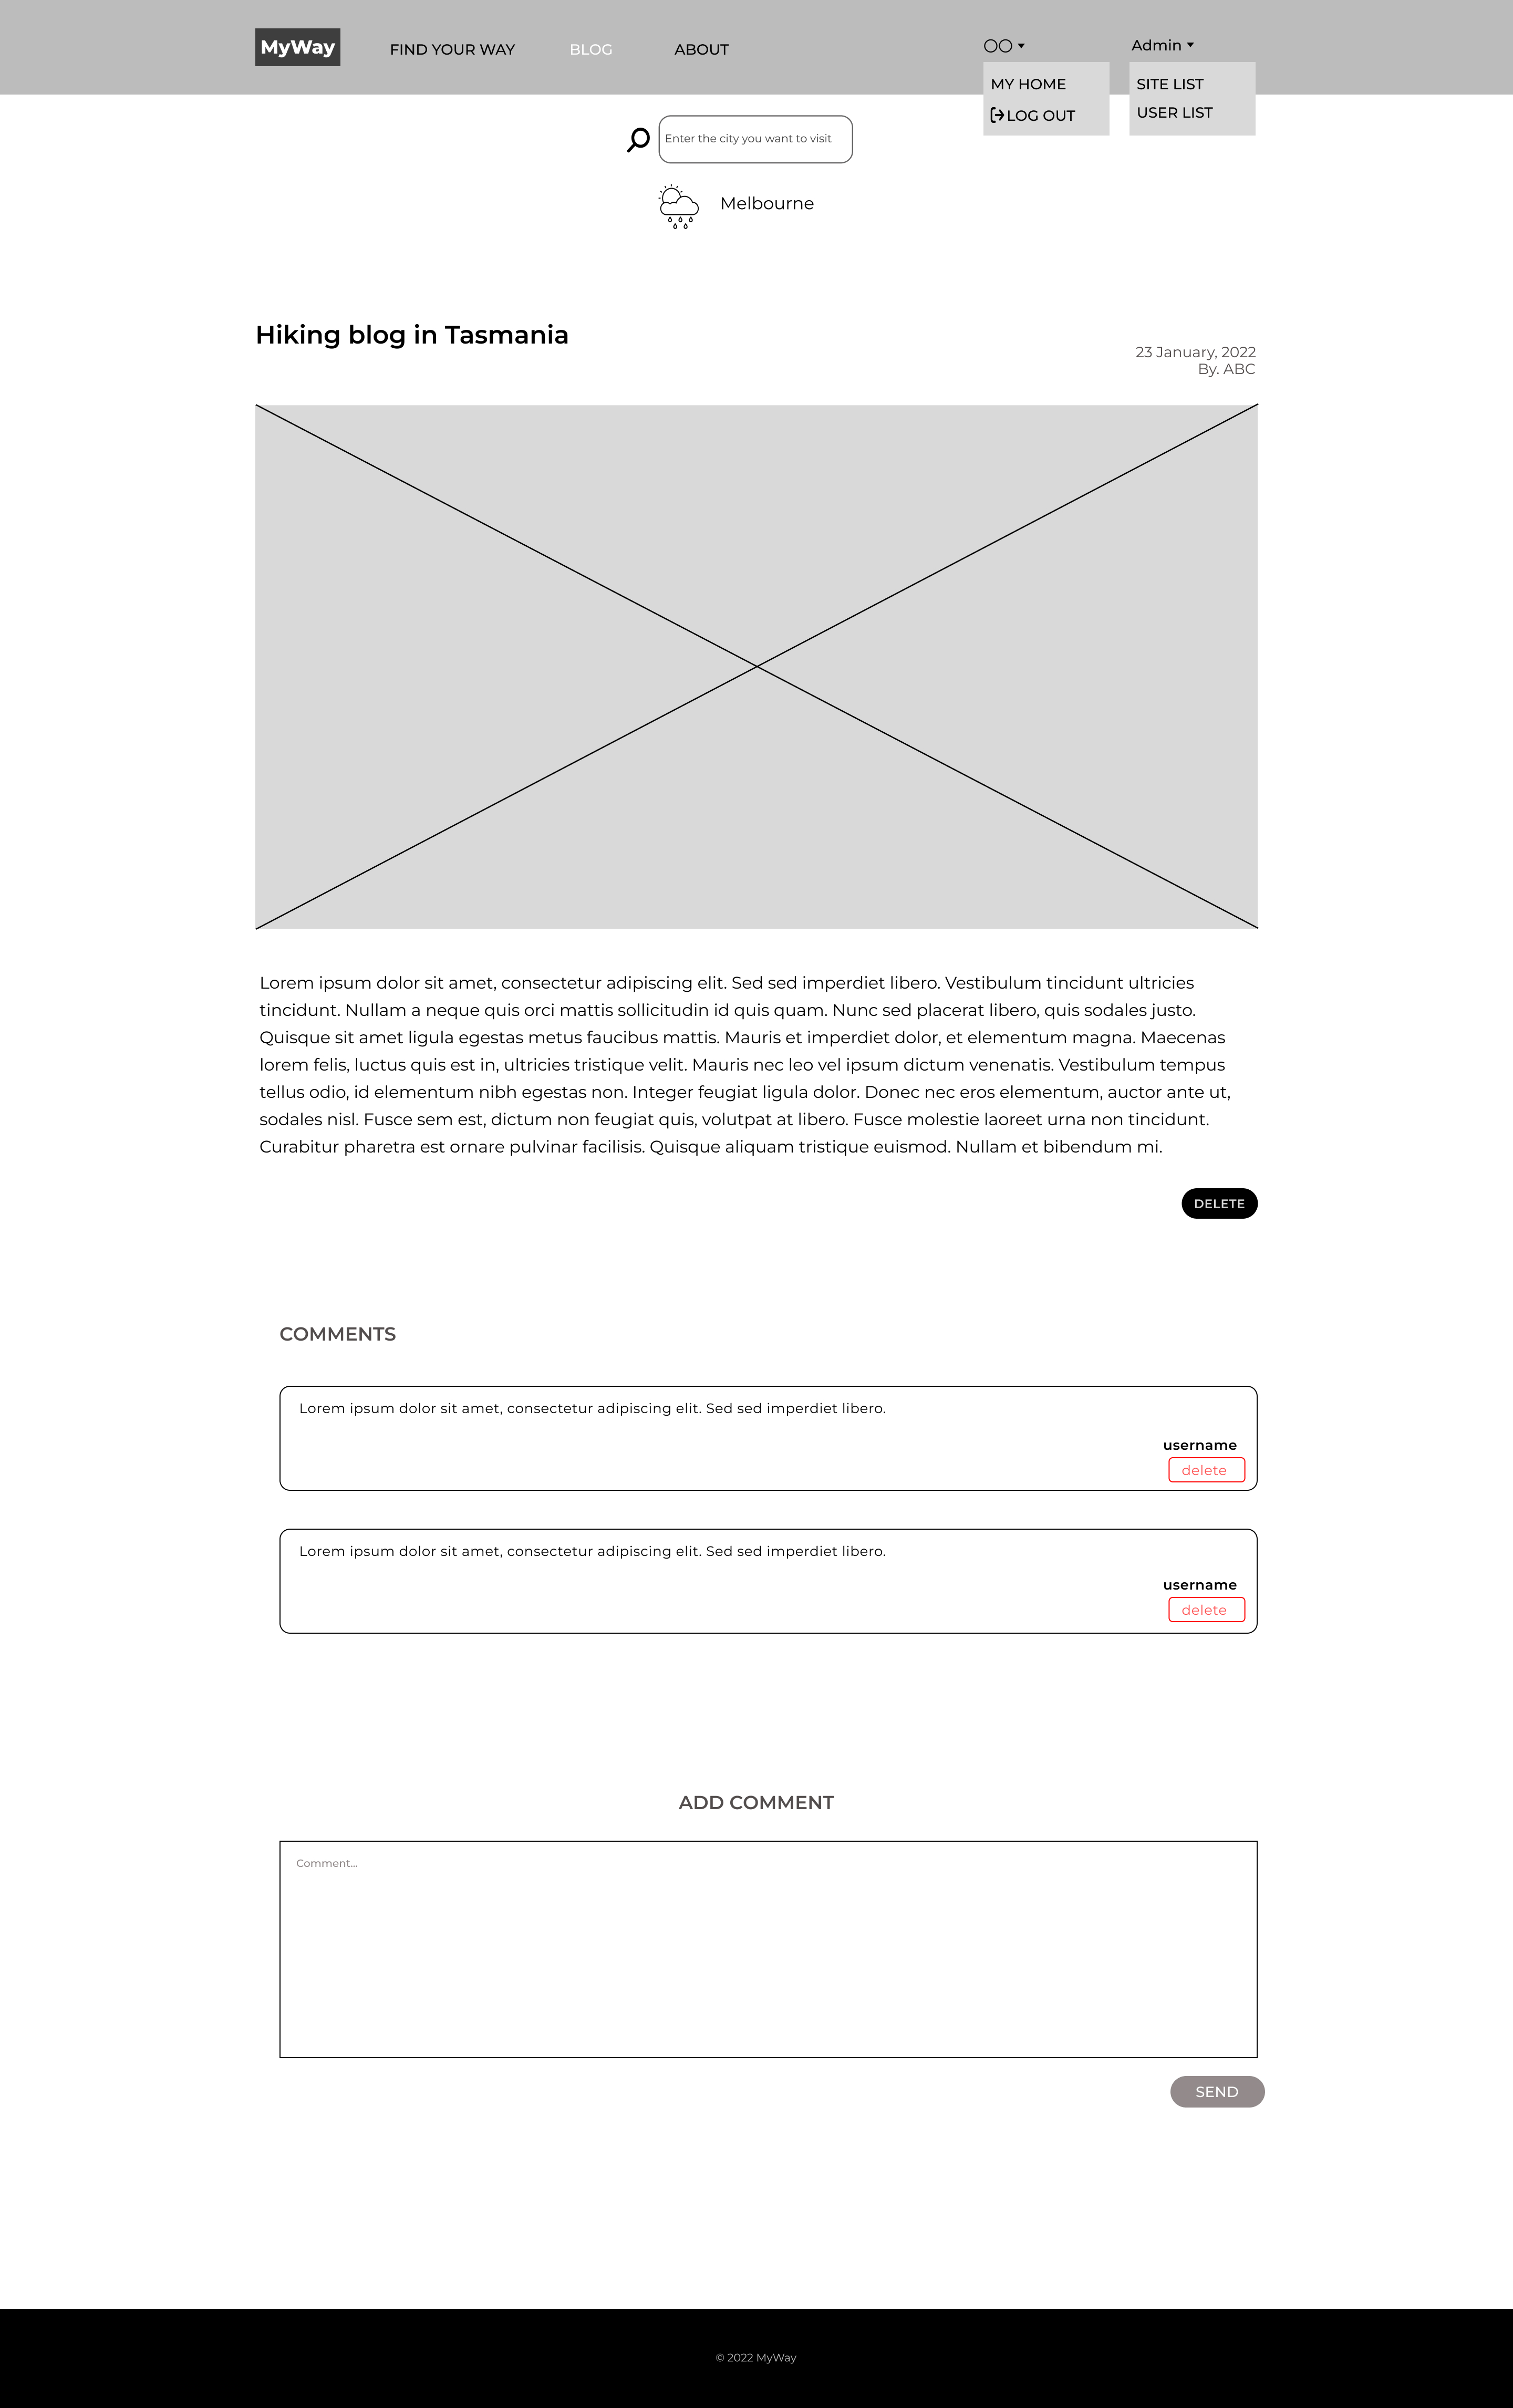 MyWay
FIND YOUR WAY
BLOG
ABOUT
〇〇
Admin
MY HOME
LOG OUT
SITE LIST
USER LIST
Enter the city you want to visit
Melbourne
Hiking blog in Tasmania
23 January, 2022
By. ABC
Lorem ipsum dolor sit amet, consectetur adipiscing elit. Sed sed imperdiet libero. Vestibulum tincidunt ultricies
tincidunt. Nullam a neque quis orci mattis sollicitudin id quis quam. Nunc sed placerat libero, quis sodales justo.
Quisque sit amet ligula egestas metus faucibus mattis. Mauris et imperdiet dolor, et elementum magna. Maecenas
lorem felis, luctus quis est in, ultricies tristique velit. Mauris nec leo vel ipsum dictum venenatis. Vestibulum tempus
tellus odio, id elementum nibh egestas non. Integer feugiat ligula dolor. Donec nec eros elementum, auctor ante ut,
sodales nisl. Fusce sem est, dictum non feugiat quis, volutpat at libero. Fusce molestie laoreet urna non tincidunt.
Curabitur pharetra est ornare pulvinar facilisis. Quisque aliquam tristique euismod. Nullam et bibendum mi.
DELETE
COMMENTS
Lorem ipsum dolor sit amet, consectetur adipiscing elit. Sed sed imperdiet libero.
username
delete
Lorem ipsum dolor sit amet, consectetur adipiscing elit. Sed sed imperdiet libero.
username
delete
ADD COMMENT
Comment...
SEND
© 2022 MyWay